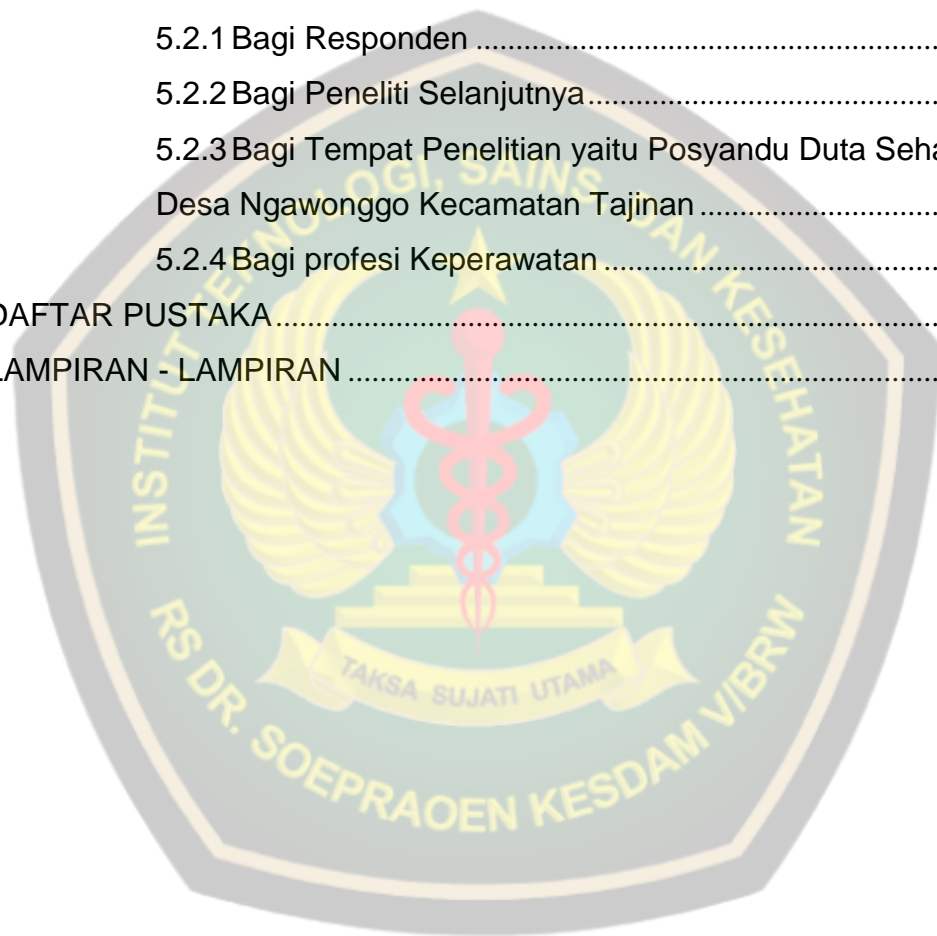 5.2.1 Bagi Responden ................................................................
5.2.2 Bagi Peneliti Selanjutnya................................................
5.2.3 Bagi Tempat Penelitian yaitu Posyandu Duta
Desa Ngawonggo Kecamatan Tajinan ................................
5.2.4 Bagi profesi Keperawatan ..............................................
DAFTAR PUSTAKA................................................................................
LAMPIRAN - LAMPIRAN .......................................................................
INSTITUT TEKNOLOGI, SAINS, DAN KESEHATAN
TAKSA SUJATI UTAMA
RS DR. SOEPRAOEN KESDAM V/BRW